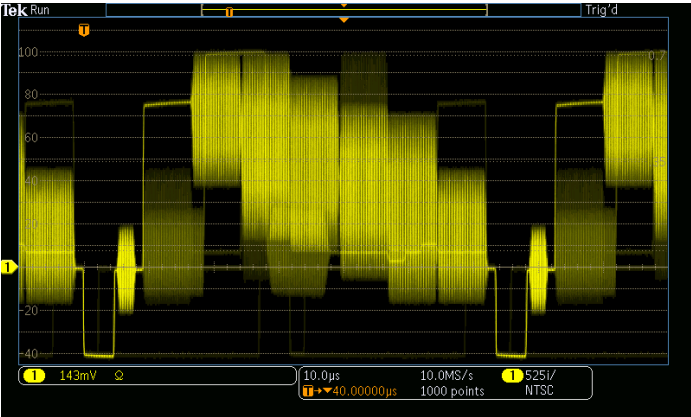 Tek Run Trig'd
T
T
100
0.7
80
60
40
20
1
-20
-40
1 143mV Ω 10.0µs 10.0MS/s 1 525i/
T→▼40.00000µs 1000 points NTSC